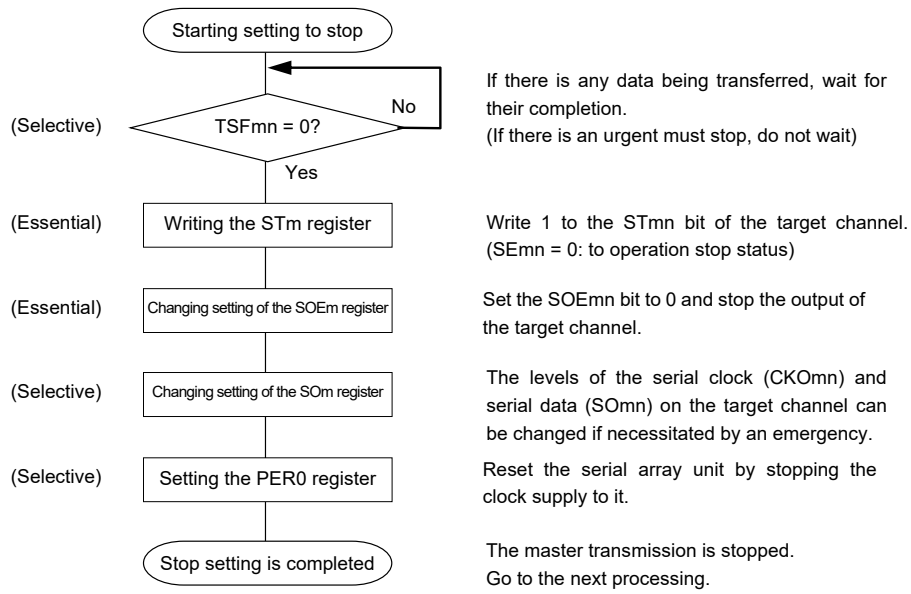 Starting setting to stop
If there is any data being transferred, wait for
their completion.
(If there is an urgent must stop, do not wait)
(Selective)
TSFmn = 0?
No
Yes
(Essential)
Writing the STm register
Write 1 to the STmn bit of the target channel.
(SEmn = 0: to operation stop status)
(Essential)
Changing setting of the SOEm register
Set the SOEmn bit to 0 and stop the output of
the target channel.
(Selective)
Changing setting of the SOm register
The levels of the serial clock (CKOmn) and
serial data (SOmn) on the target channel can
be changed if necessitated by an emergency.
(Selective)
Setting the PER0 register
Reset the serial array unit by stopping the
clock supply to it.
Stop setting is completed
The master transmission is stopped.
Go to the next processing.